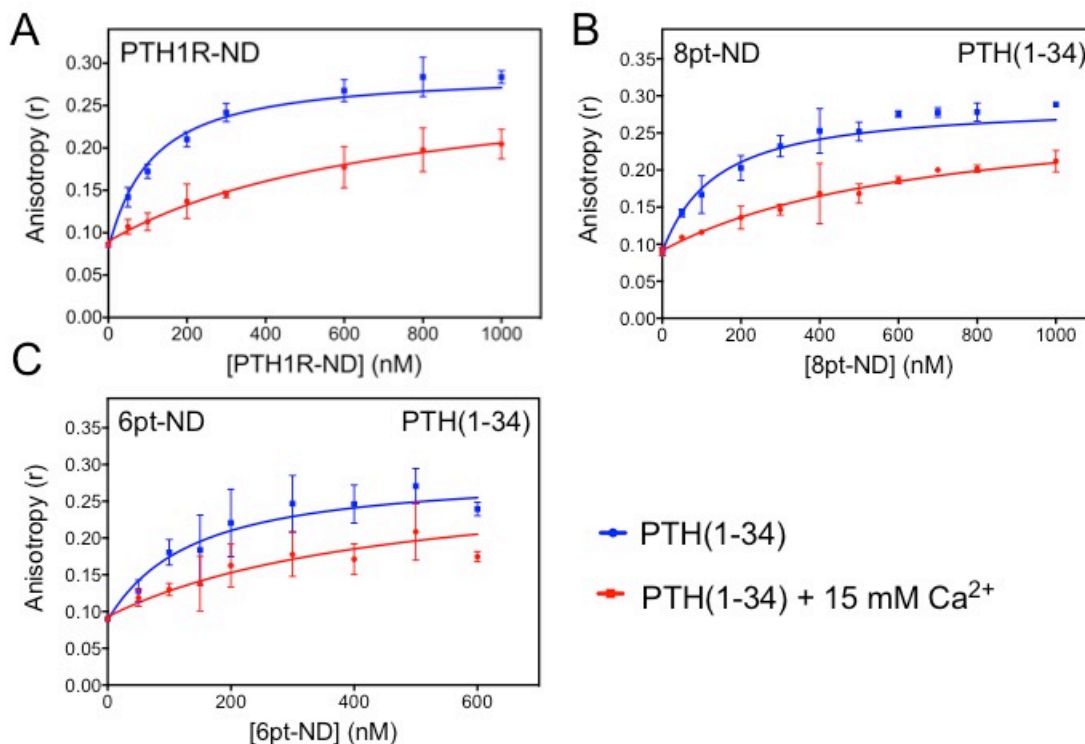 A
PTH1R-ND
Anisotropy (r)
0.30
0.25
0.20
0.15
0.10
0.05
0.00
0 200 400 600 800 1000
[PTH1R-ND] (nM)
B
8pt-ND PTH(1-34)
Anisotropy (r)
0.35
0.30
0.25
0.20
0.15
0.10
0.05
0.00
0 200 400 600 800 1000
[8pt-ND] (nM)
C
6pt-ND PTH(1-34)
Anisotropy (r)
0.35
0.30
0.25
0.20
0.15
0.10
0.05
0.00
0 200 400 600
[6pt-ND] (nM)
PTH(1-34)
PTH(1-34) + 15 mM Ca²⁺